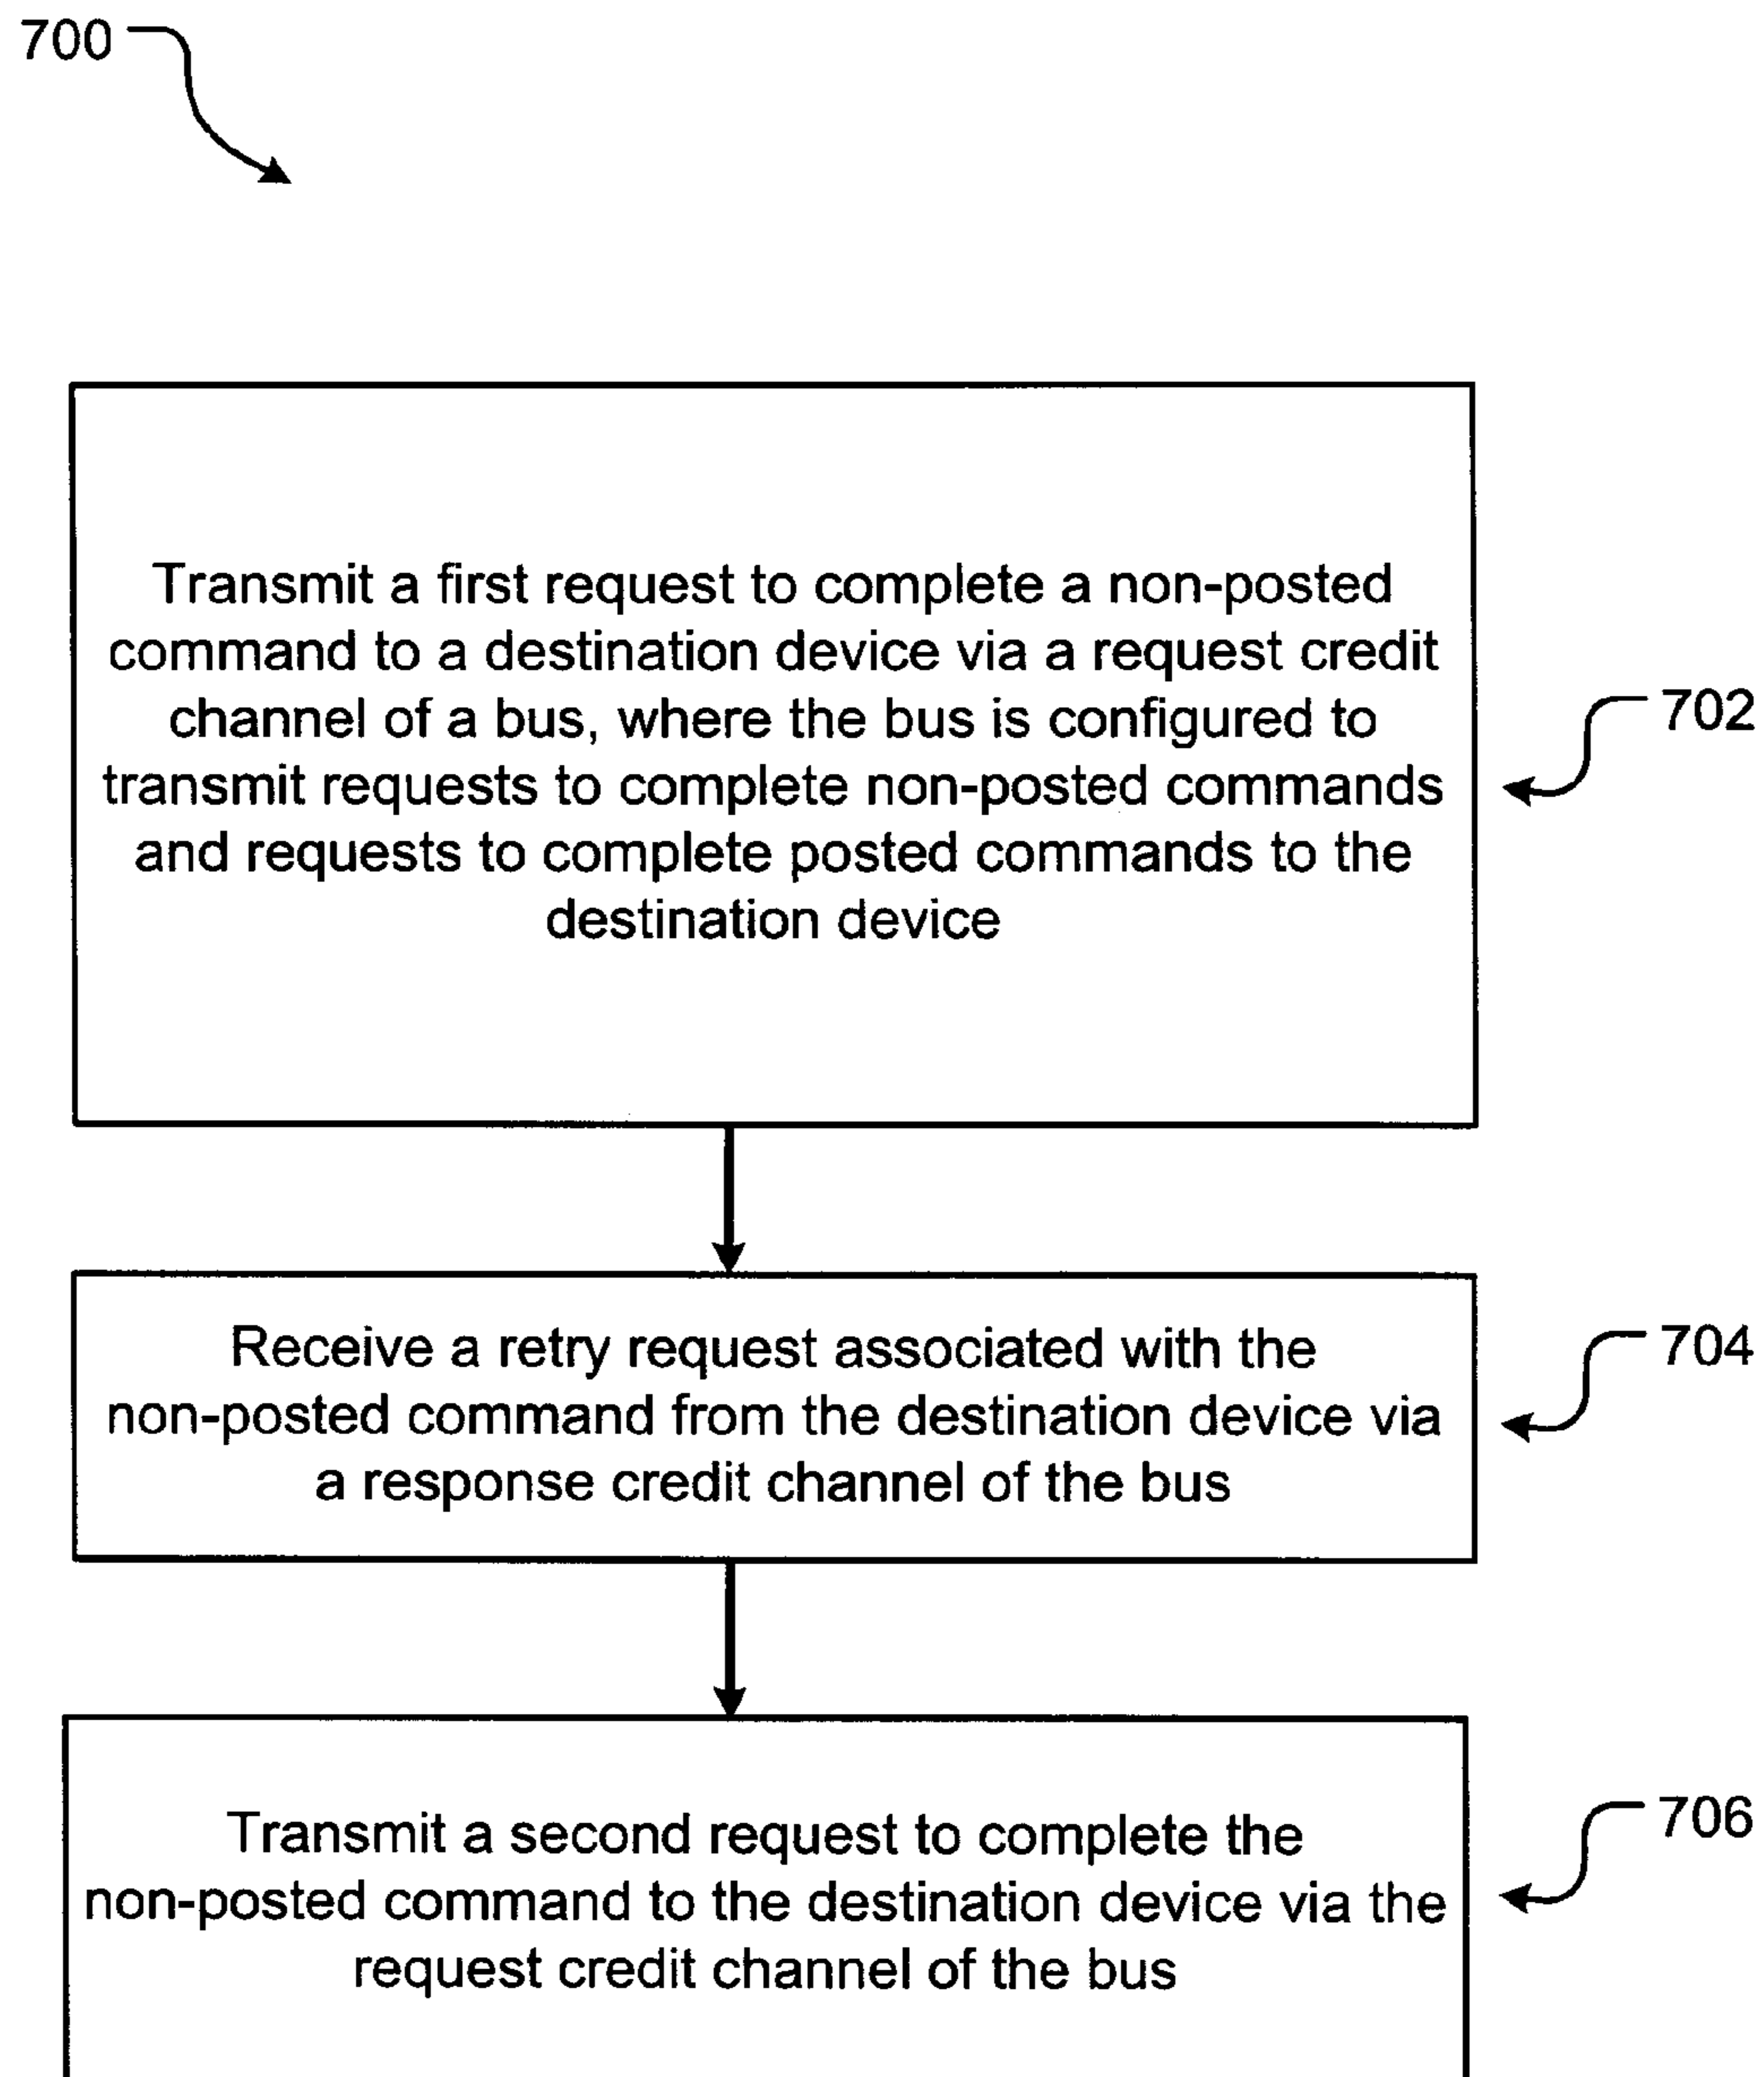 700
Transmit a first request to complete a non-posted
command to a destination device via a request credit
channel of a bus, where the bus is configured to
transmit requests to complete non-posted commands
and requests to complete posted commands to the
destination device
702
Receive a retry request associated with the
non-posted command from the destination device via
a response credit channel of the bus
704
Transmit a second request to complete the
non-posted command to the destination device via the
request credit channel of the bus
706